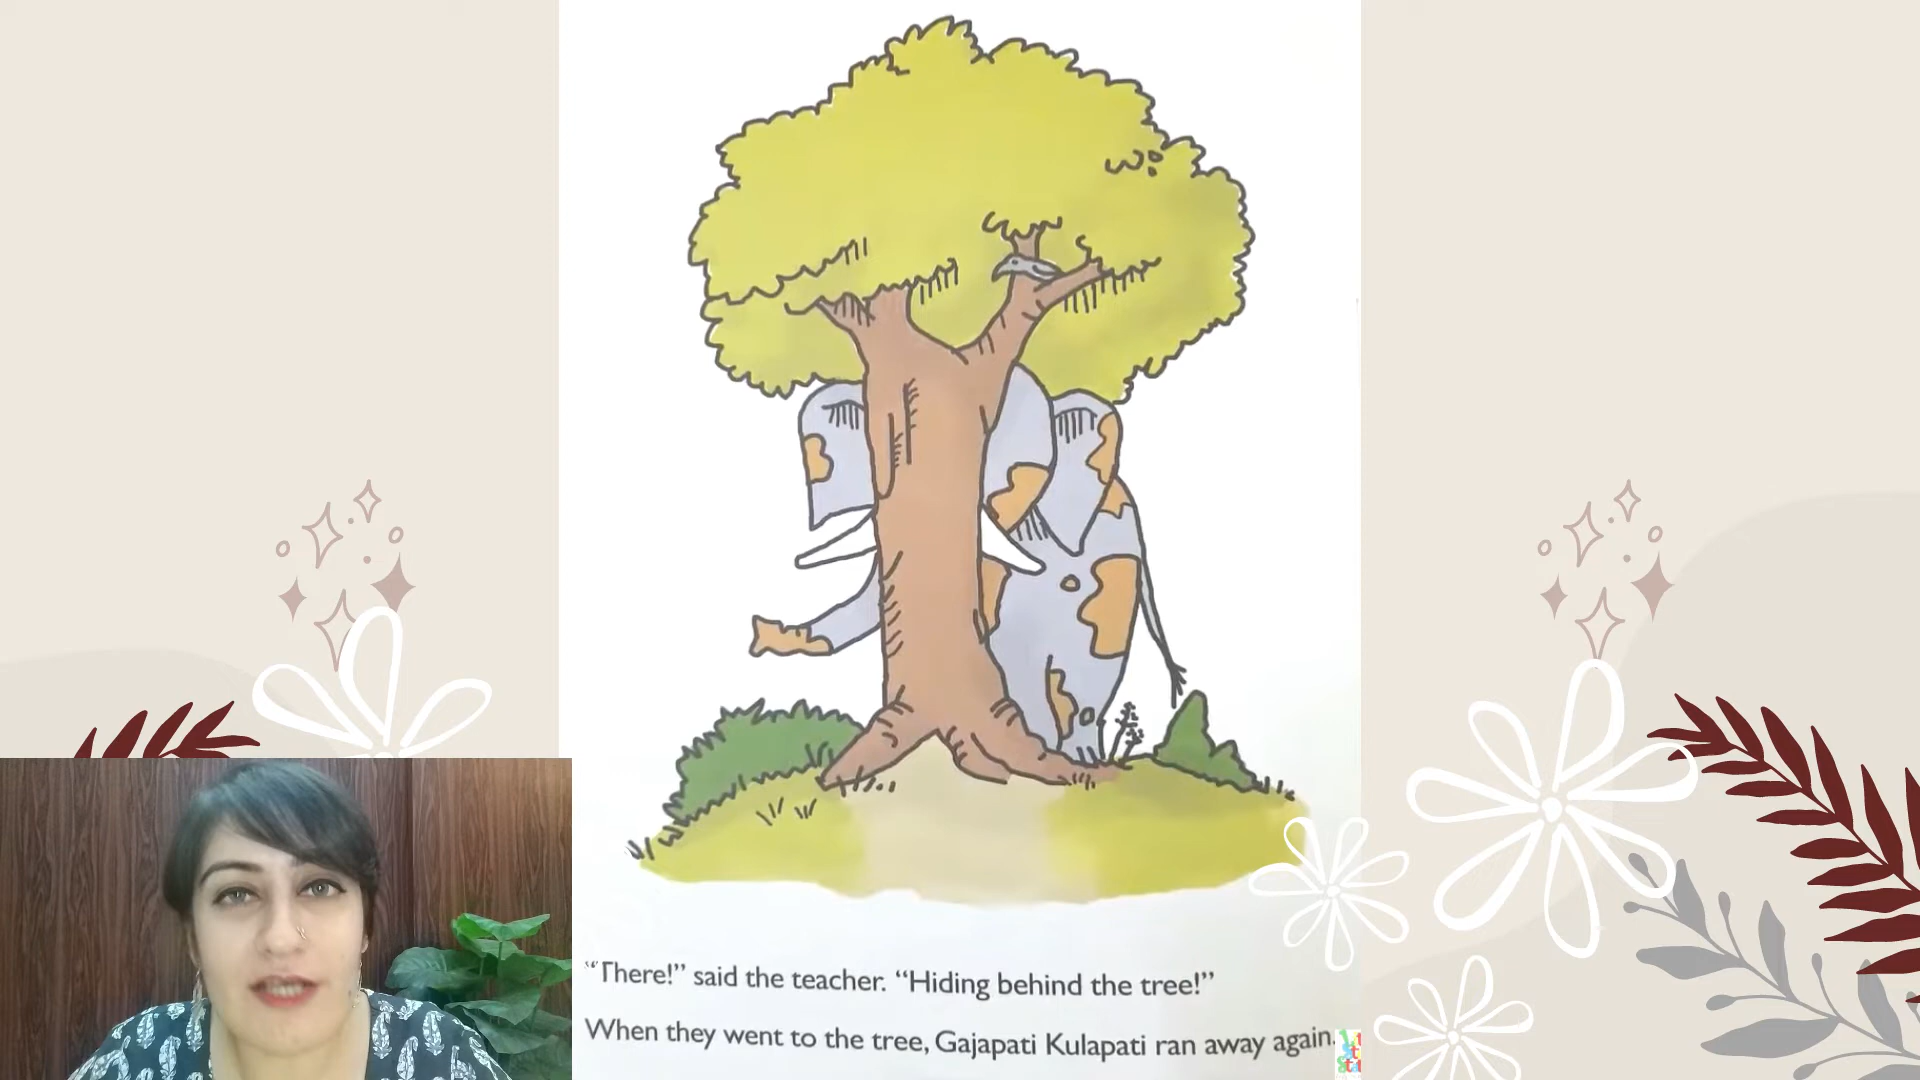 “There!” said the teacher. “Hiding behind the tree!”
When they went to the tree, Gajapati Kulapati ran away again.